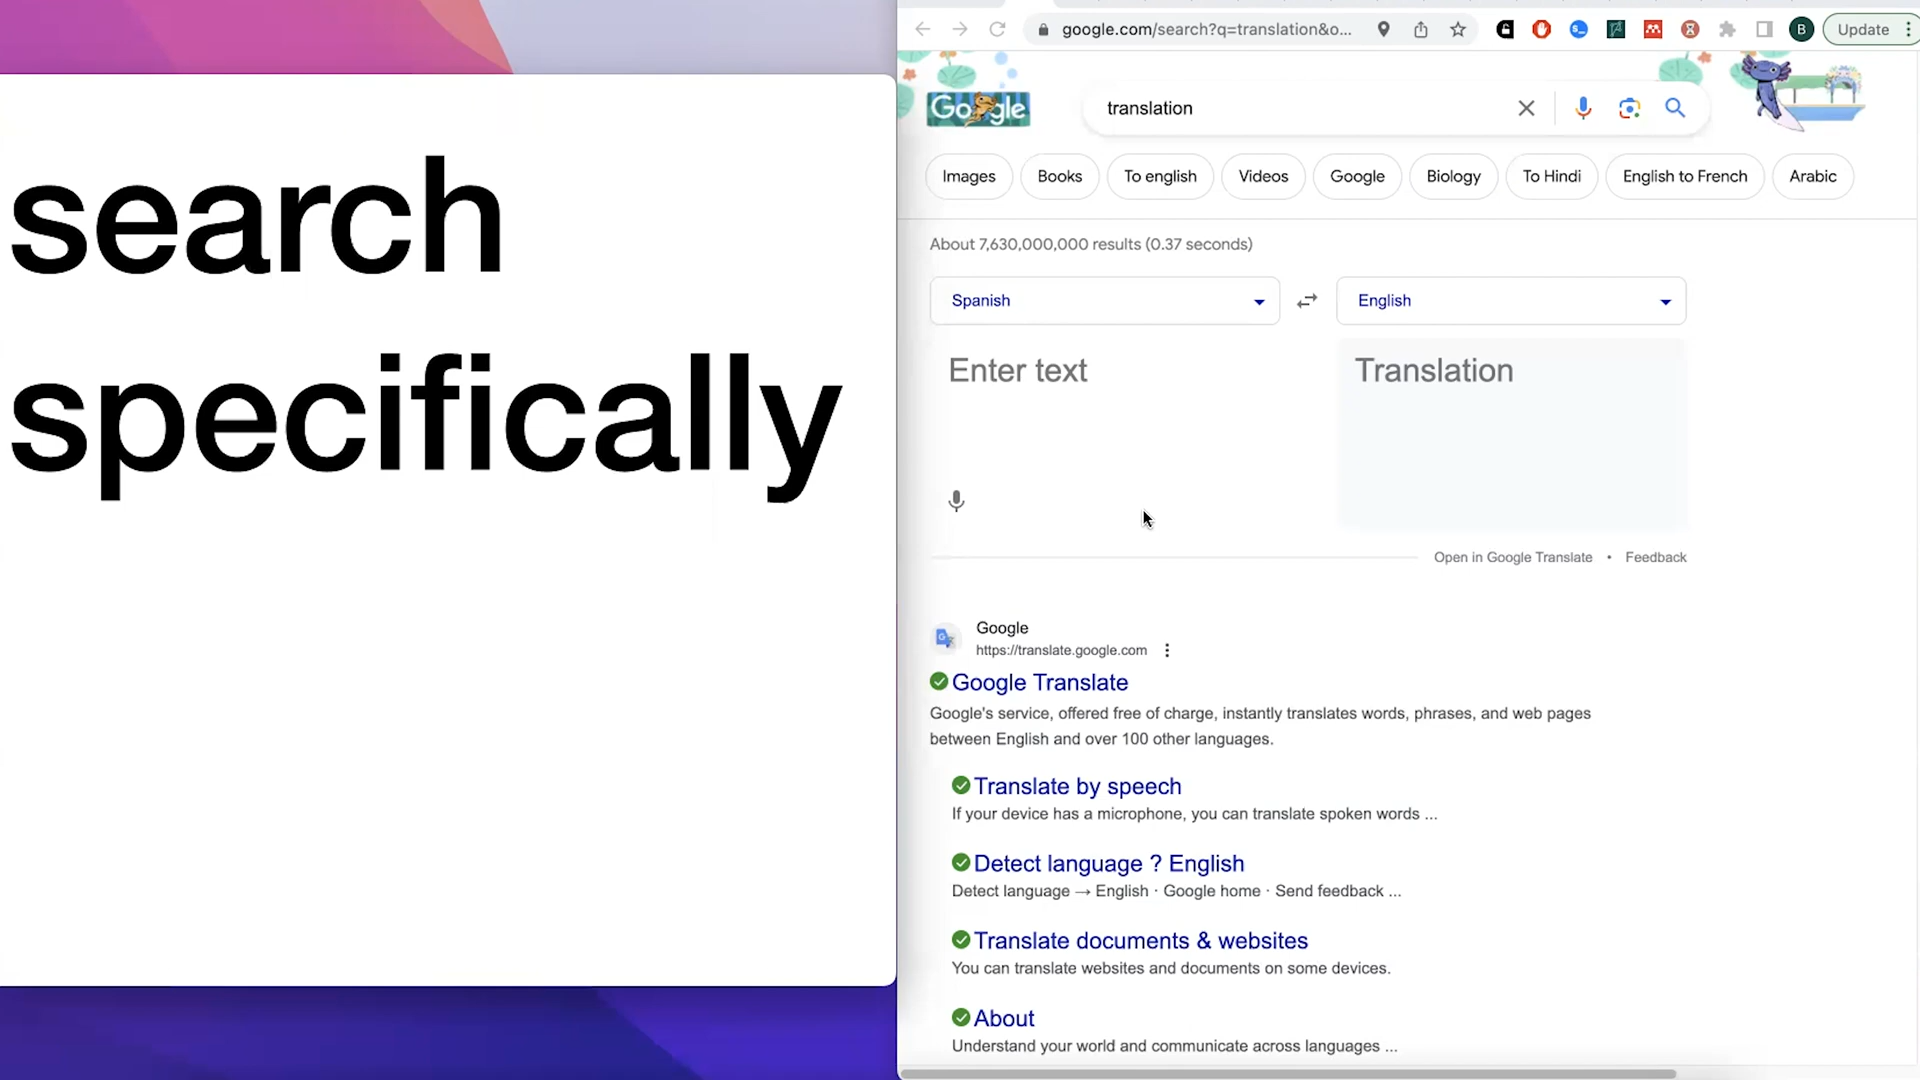 search
specifically
google.com/search?q=translation&o...
B
Update
Google
translation
Images
Books
To english
Videos
Google
Biology
To Hindi
English to French
Arabic
About 7,630,000,000 results (0.37 seconds)
Spanish
English
Enter text
Translation
Open in Google Translate • Feedback
Google
https://translate.google.com
Google Translate
Google's service, offered free of charge, instantly translates words, phrases, and web pages
between English and over 100 other languages.
Translate by speech
If your device has a microphone, you can translate spoken words ...
Detect language ? English
Detect language → English · Google home · Send feedback ...
Translate documents & websites
You can translate websites and documents on some devices.
About
Understand your world and communicate across languages ...